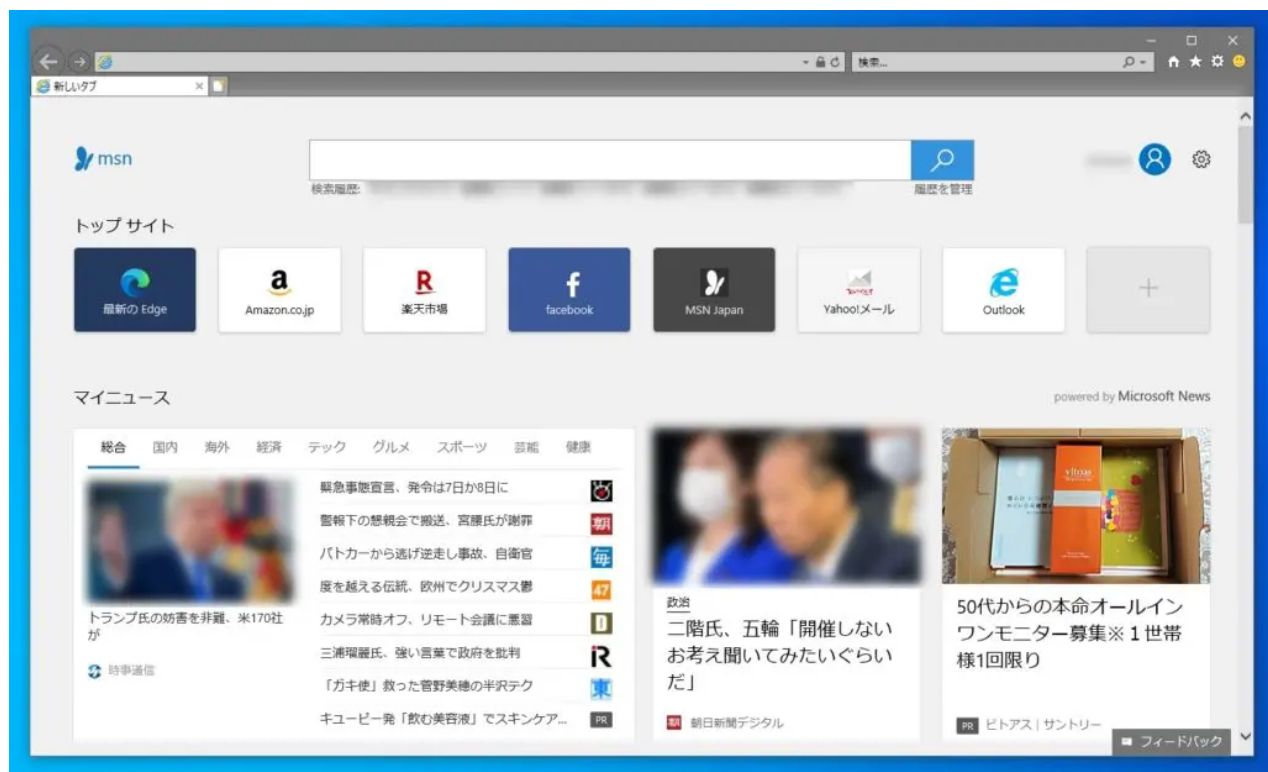 検索...
新しいタブ
msn
検索履歴:
履歴を管理
トップ サイト
最新の Edge
a
Amazon.co.jp
R
楽天市場
f
facebook
MSN Japan
YAHOO!
Yahoo!メール
Outlook
マイニュース
powered by Microsoft News
総合 国内 海外 経済 テック グルメ スポーツ 芸能 健康
トランプ氏の妨害を非難、米170社
が
時事通信
緊急事態宣言、発令は7日か8日に
警報下の懇親会で搬送、宮腰氏が謝罪
朝
パトカーから逃げ逆走し事故、自衛官
毎
度を越える伝統、欧州でクリスマス鬱
47
カメラ常時オフ、リモート会議に悪習
D
三浦瑠麗氏、強い言葉で政府を批判
iR
「ガキ使」救った菅野美穂の半沢テク
東
キユーピー発「飲む美容液」でスキンケア...
PR
政治
二階氏、五輪「開催しない
お考え聞いてみたいぐらい
だ」
朝 朝日新聞デジタル
vitoas
50代からの本命オールイン
ワンモニター募集※1世帯
様1回限り
PR ビトアス | サントリー
フィードバック